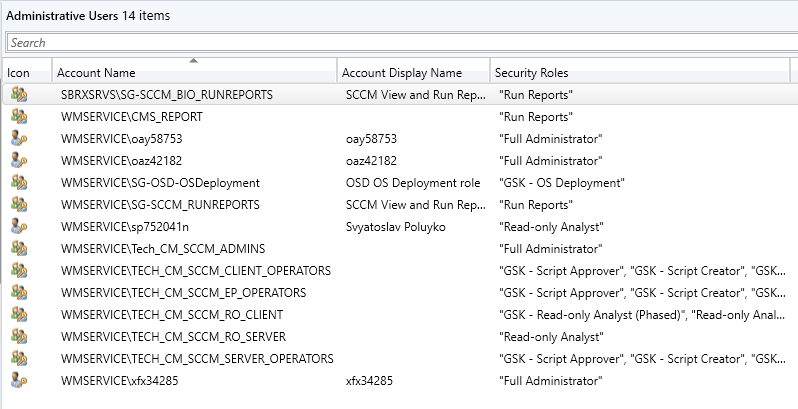 Administrative Users 14 items
Search
Icon Account Name Account Display Name Security Roles
SBRXSRVS\SG-SCCM_BIO_RUNREPORTS SCCM View and Run Rep... "Run Reports"
WMSERVICE\CMS_REPORT "Run Reports"
WMSERVICE\oay58753 oay58753 "Full Administrator"
WMSERVICE\oaz42182 oaz42182 "Full Administrator"
WMSERVICE\SG-OSD-OSDeployment OSD OS Deployment role "GSK - OS Deployment"
WMSERVICE\SG-SCCM_RUNREPORTS SCCM View and Run Rep... "Run Reports"
WMSERVICE\sp752041n Svyatoslav Poluyko "Read-only Analyst"
WMSERVICE\Tech_CM_SCCM_ADMINS "Full Administrator"
WMSERVICE\TECH_CM_SCCM_CLIENT_OPERATORS "GSK - Script Approver", "GSK - Script Creator", "GSK...
WMSERVICE\TECH_CM_SCCM_EP_OPERATORS "GSK - Script Approver", "GSK - Script Creator", "GSK...
WMSERVICE\TECH_CM_SCCM_RO_CLIENT "GSK - Read-only Analyst (Phased)", "Read-only Anal...
WMSERVICE\TECH_CM_SCCM_RO_SERVER "Read-only Analyst"
WMSERVICE\TECH_CM_SCCM_SERVER_OPERATORS "GSK - Script Approver", "GSK - Script Creator", "GSK...
WMSERVICE\xfx34285 xfx34285 "Full Administrator"